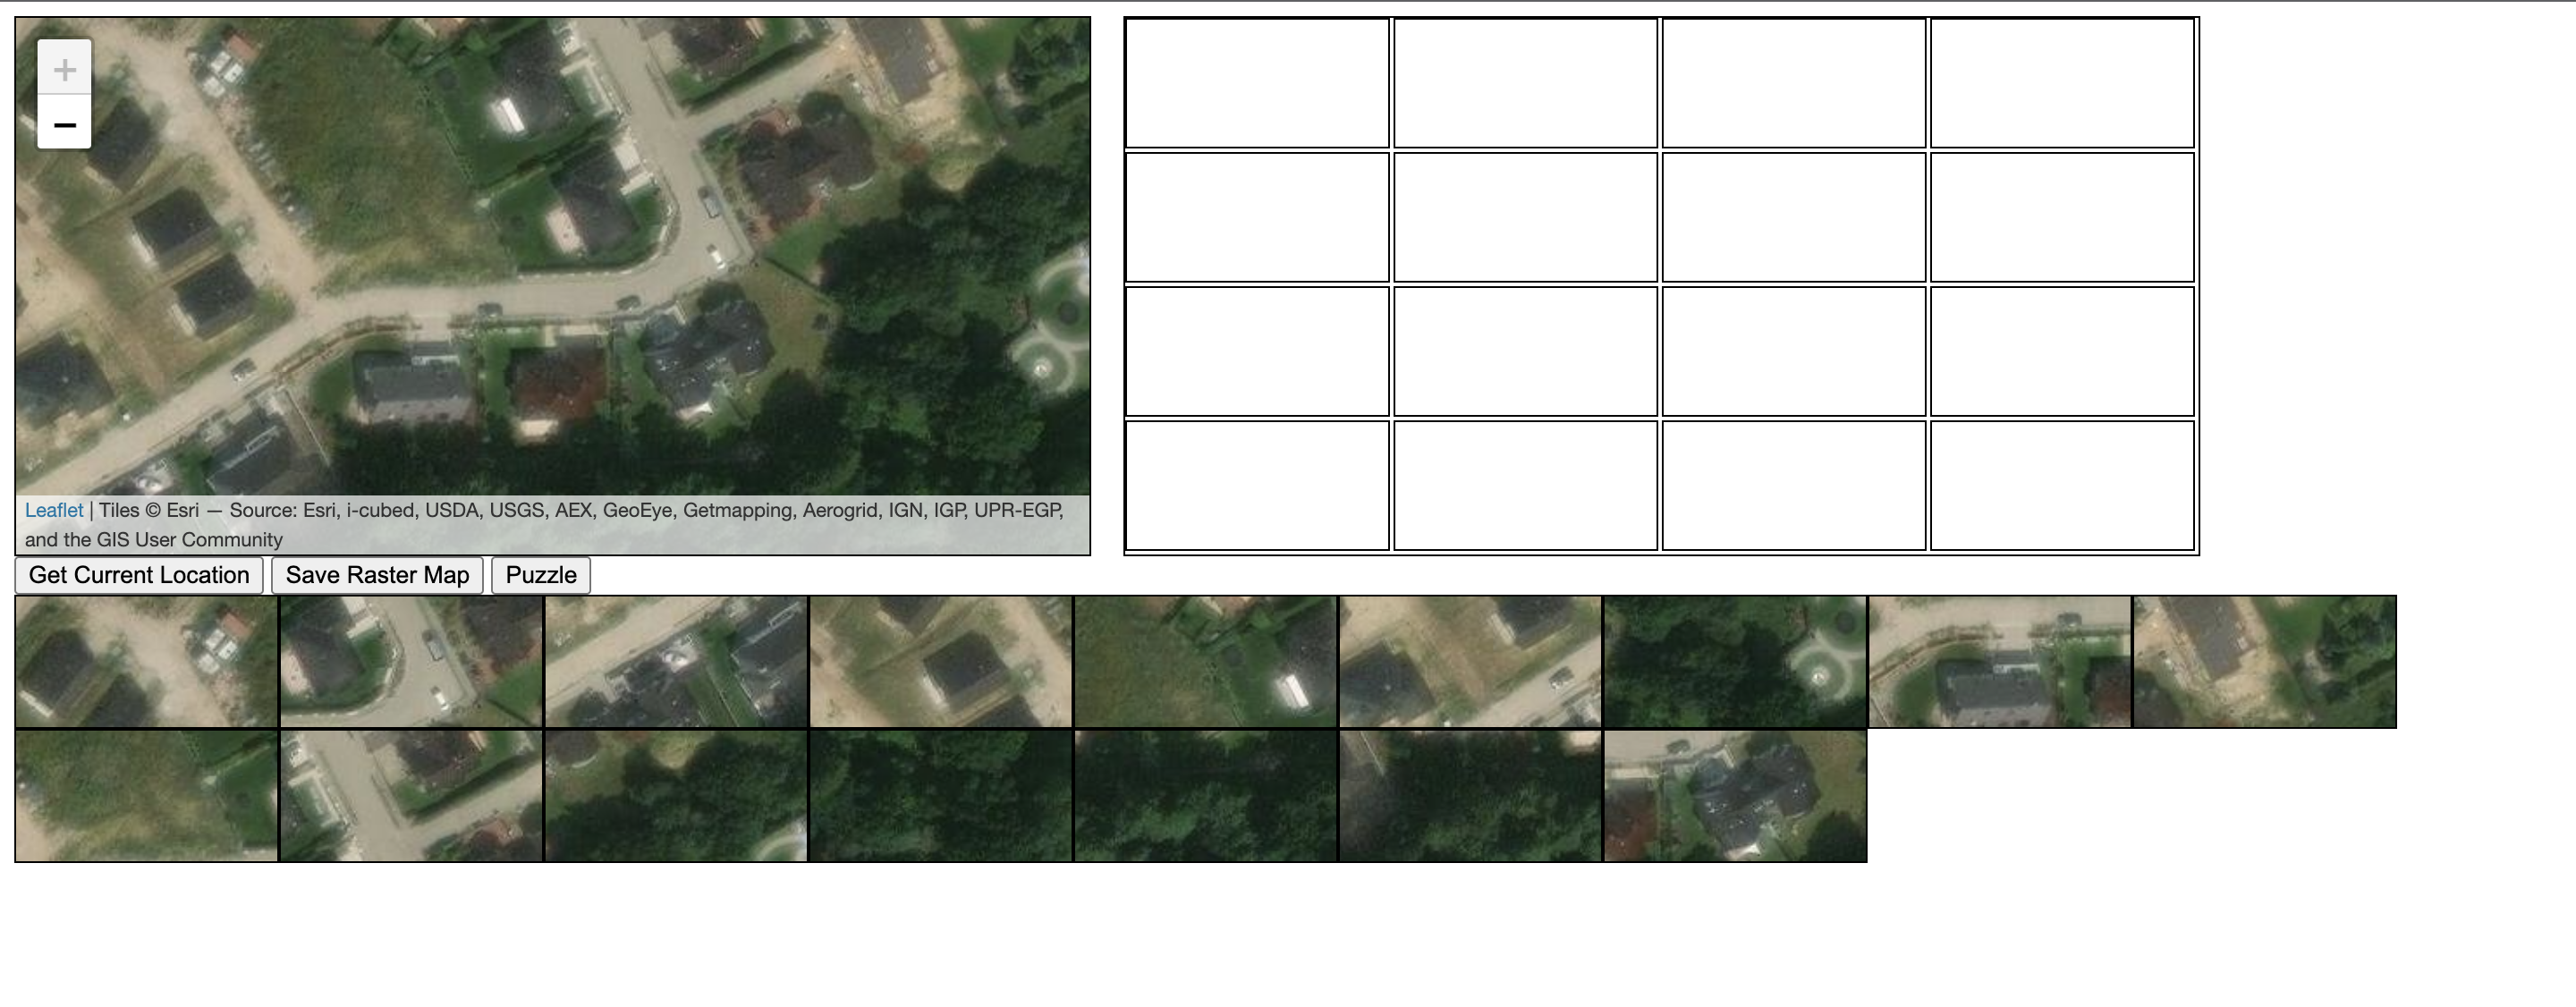 +
−
Leaflet | Tiles © Esri — Source: Esri, i-cubed, USDA, USGS, AEX, GeoEye, Getmapping, Aerogrid, IGN, IGP, UPR-EGP,
and the GIS User Community
Get Current Location Save Raster Map Puzzle